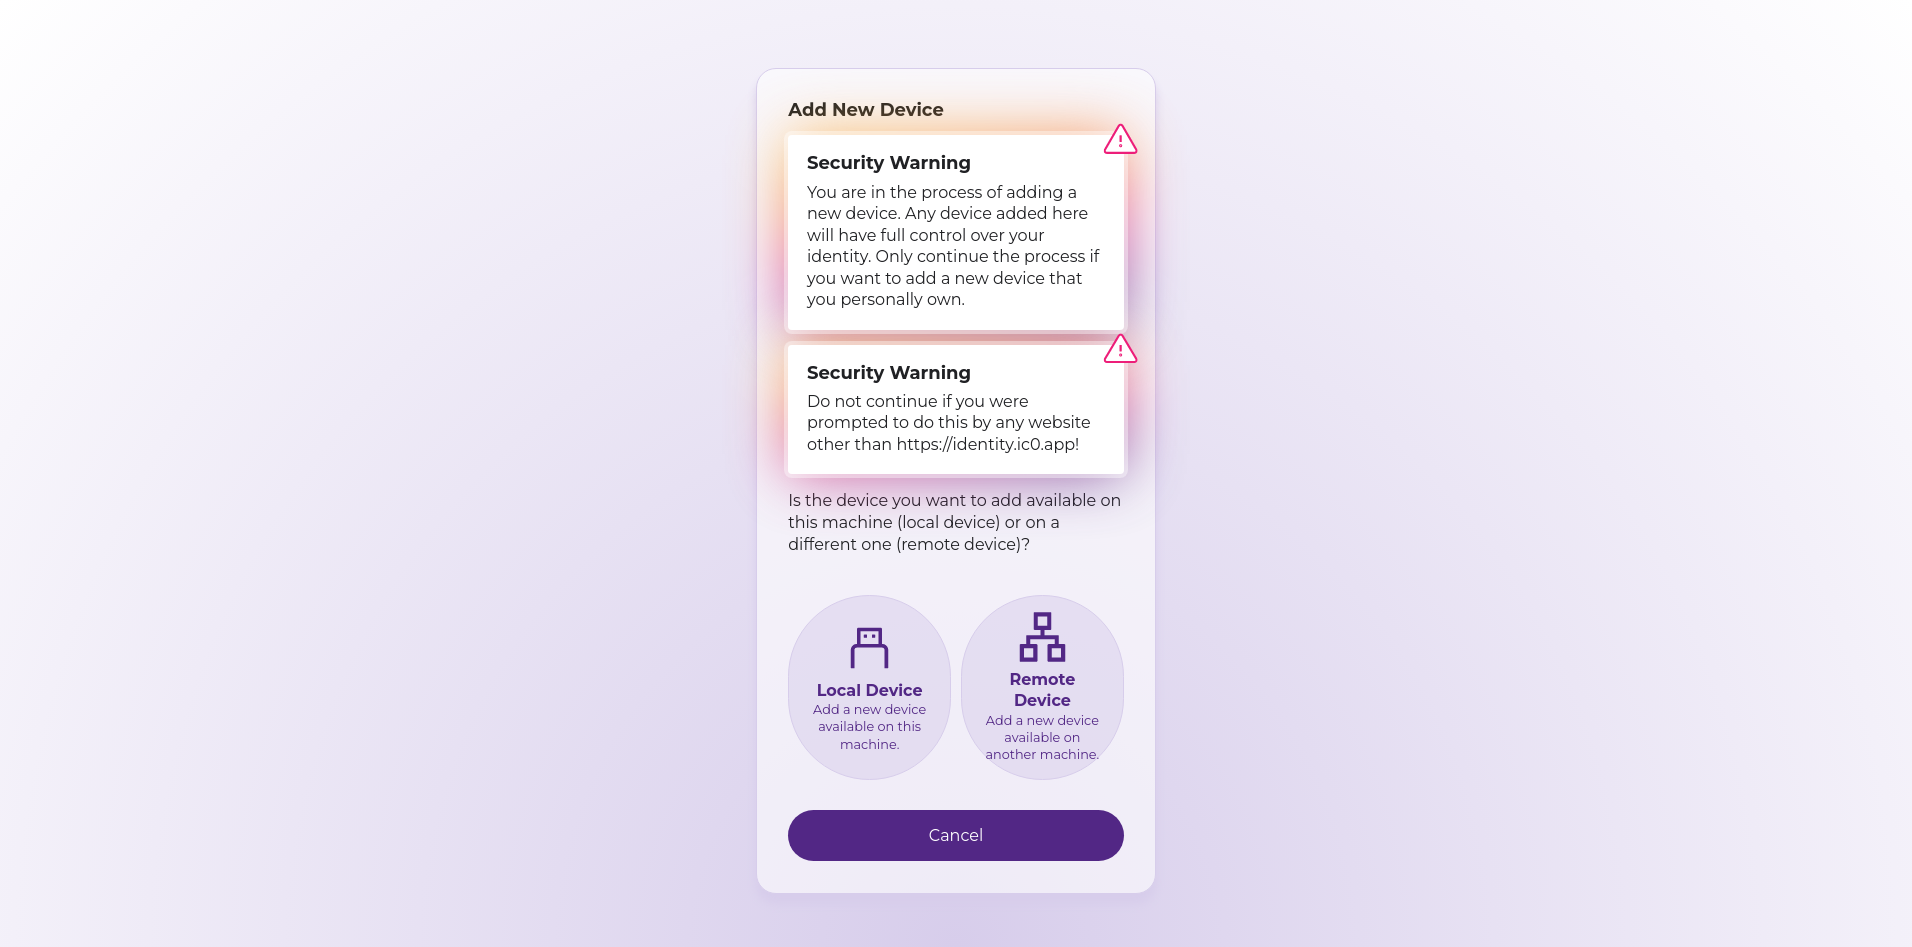 Add New Device
Security Warning
You are in the process of adding a
new device. Any device added here
will have full control over your
identity. Only continue the process if
you want to add a new device that
you personally own.
Security Warning
Do not continue if you were
prompted to do this by any website
other than https://identity.ic0.app!
Is the device you want to add available on
this machine (local device) or on a
different one (remote device)?
Local Device
Add a new device
available on this
machine.
Remote
Device
Add a new device
available on
another machine.
Cancel